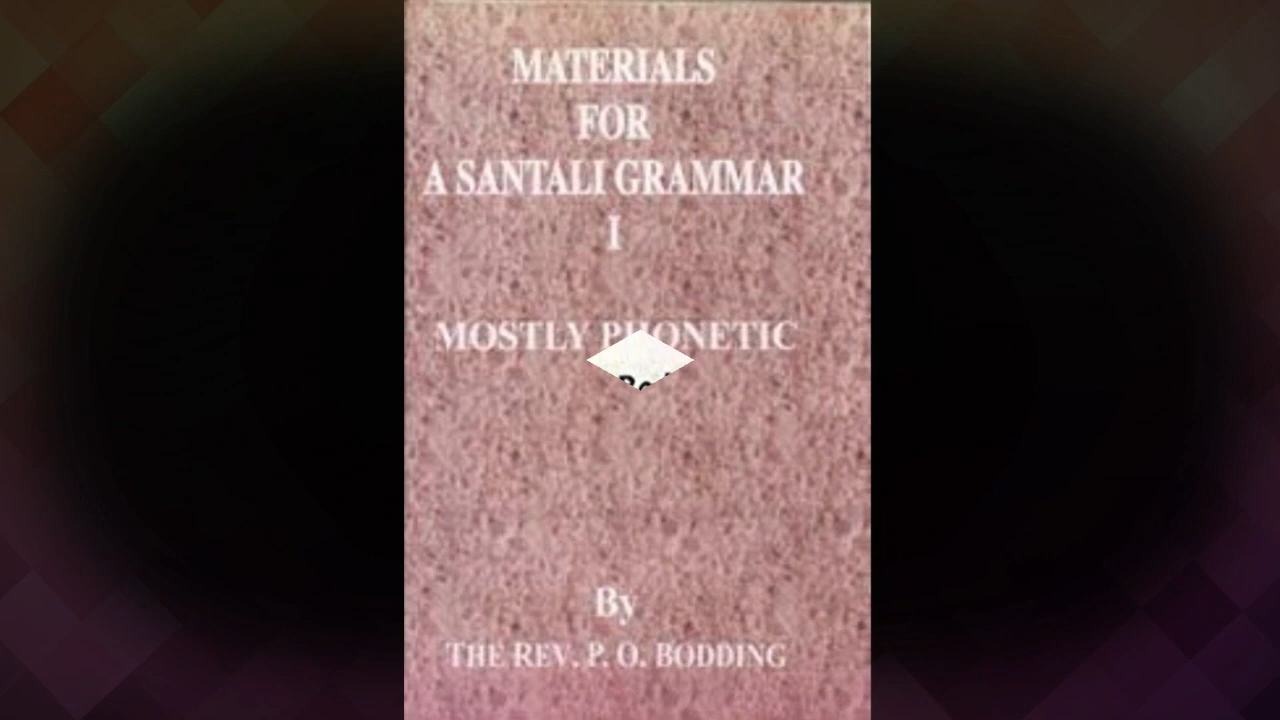 MATERIALS
FOR
A SANTALI GRAMMAR
I
MOSTLY PHONETIC
By
THE REV. P. O. BODDING